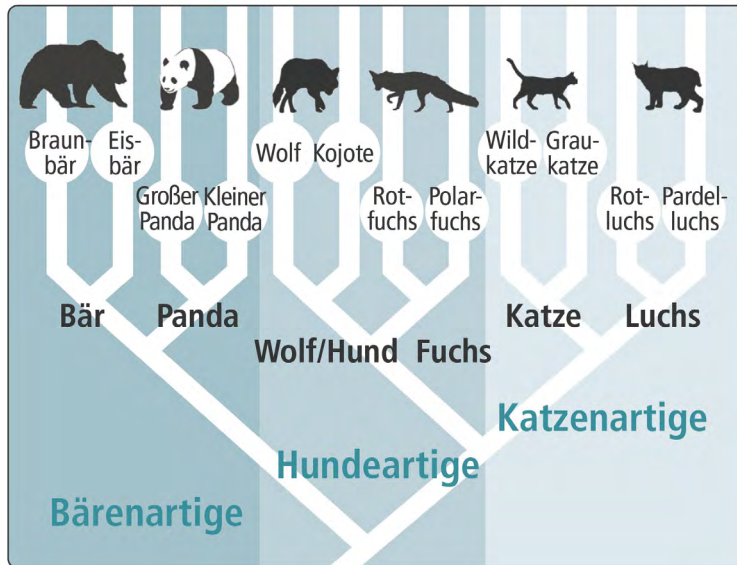 Braun-
bär
Eis-
bär
Großer
Panda
Kleiner
Panda
Wolf
Kojote
Rot-
fuchs
Polar-
fuchs
Wild-
katze
Grau-
katze
Rot-
luchs
Pardel-
luchs
Bär
Panda
Wolf/Hund
Fuchs
Katze
Luchs
Katzenartige
Hundeartige
Bärenartige